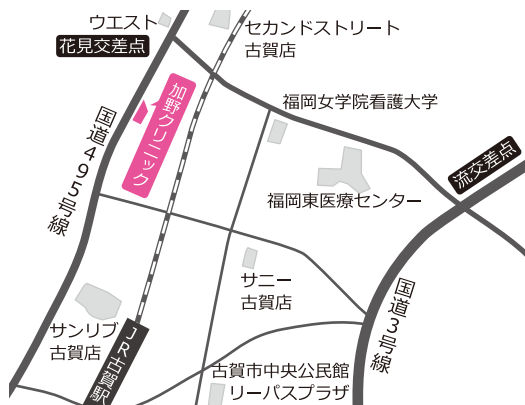 ウエスト
花見交差点
セカンドストリート
古賀店
加野クリニック
福岡女学院看護大学
国道495号線
流交差点
福岡東医療センター
サニー
古賀店
国道3号線
サンリブ
古賀店
JR古賀駅
古賀市中央公民館
リーパスプラザ